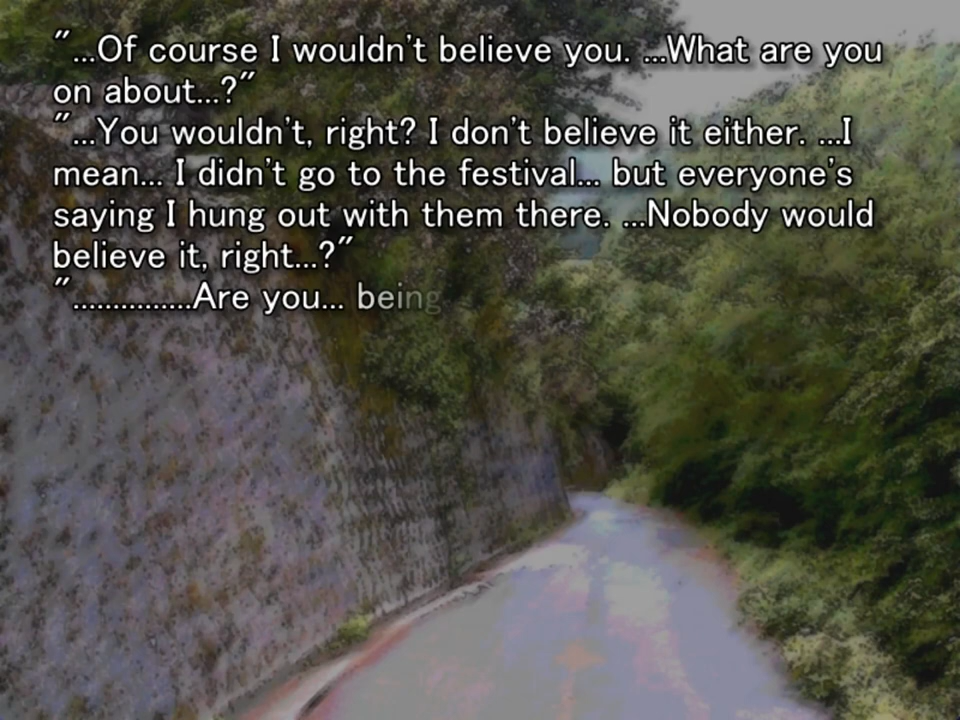 "...Of course I wouldn't believe you. ...What are you
on about...?"
"...You wouldn't, right? I don't believe it either. ...I
mean... I didn't go to the festival... but everyone's
saying I hung out with them there. ...Nobody would
believe it, right...?"
"...............Are you... being